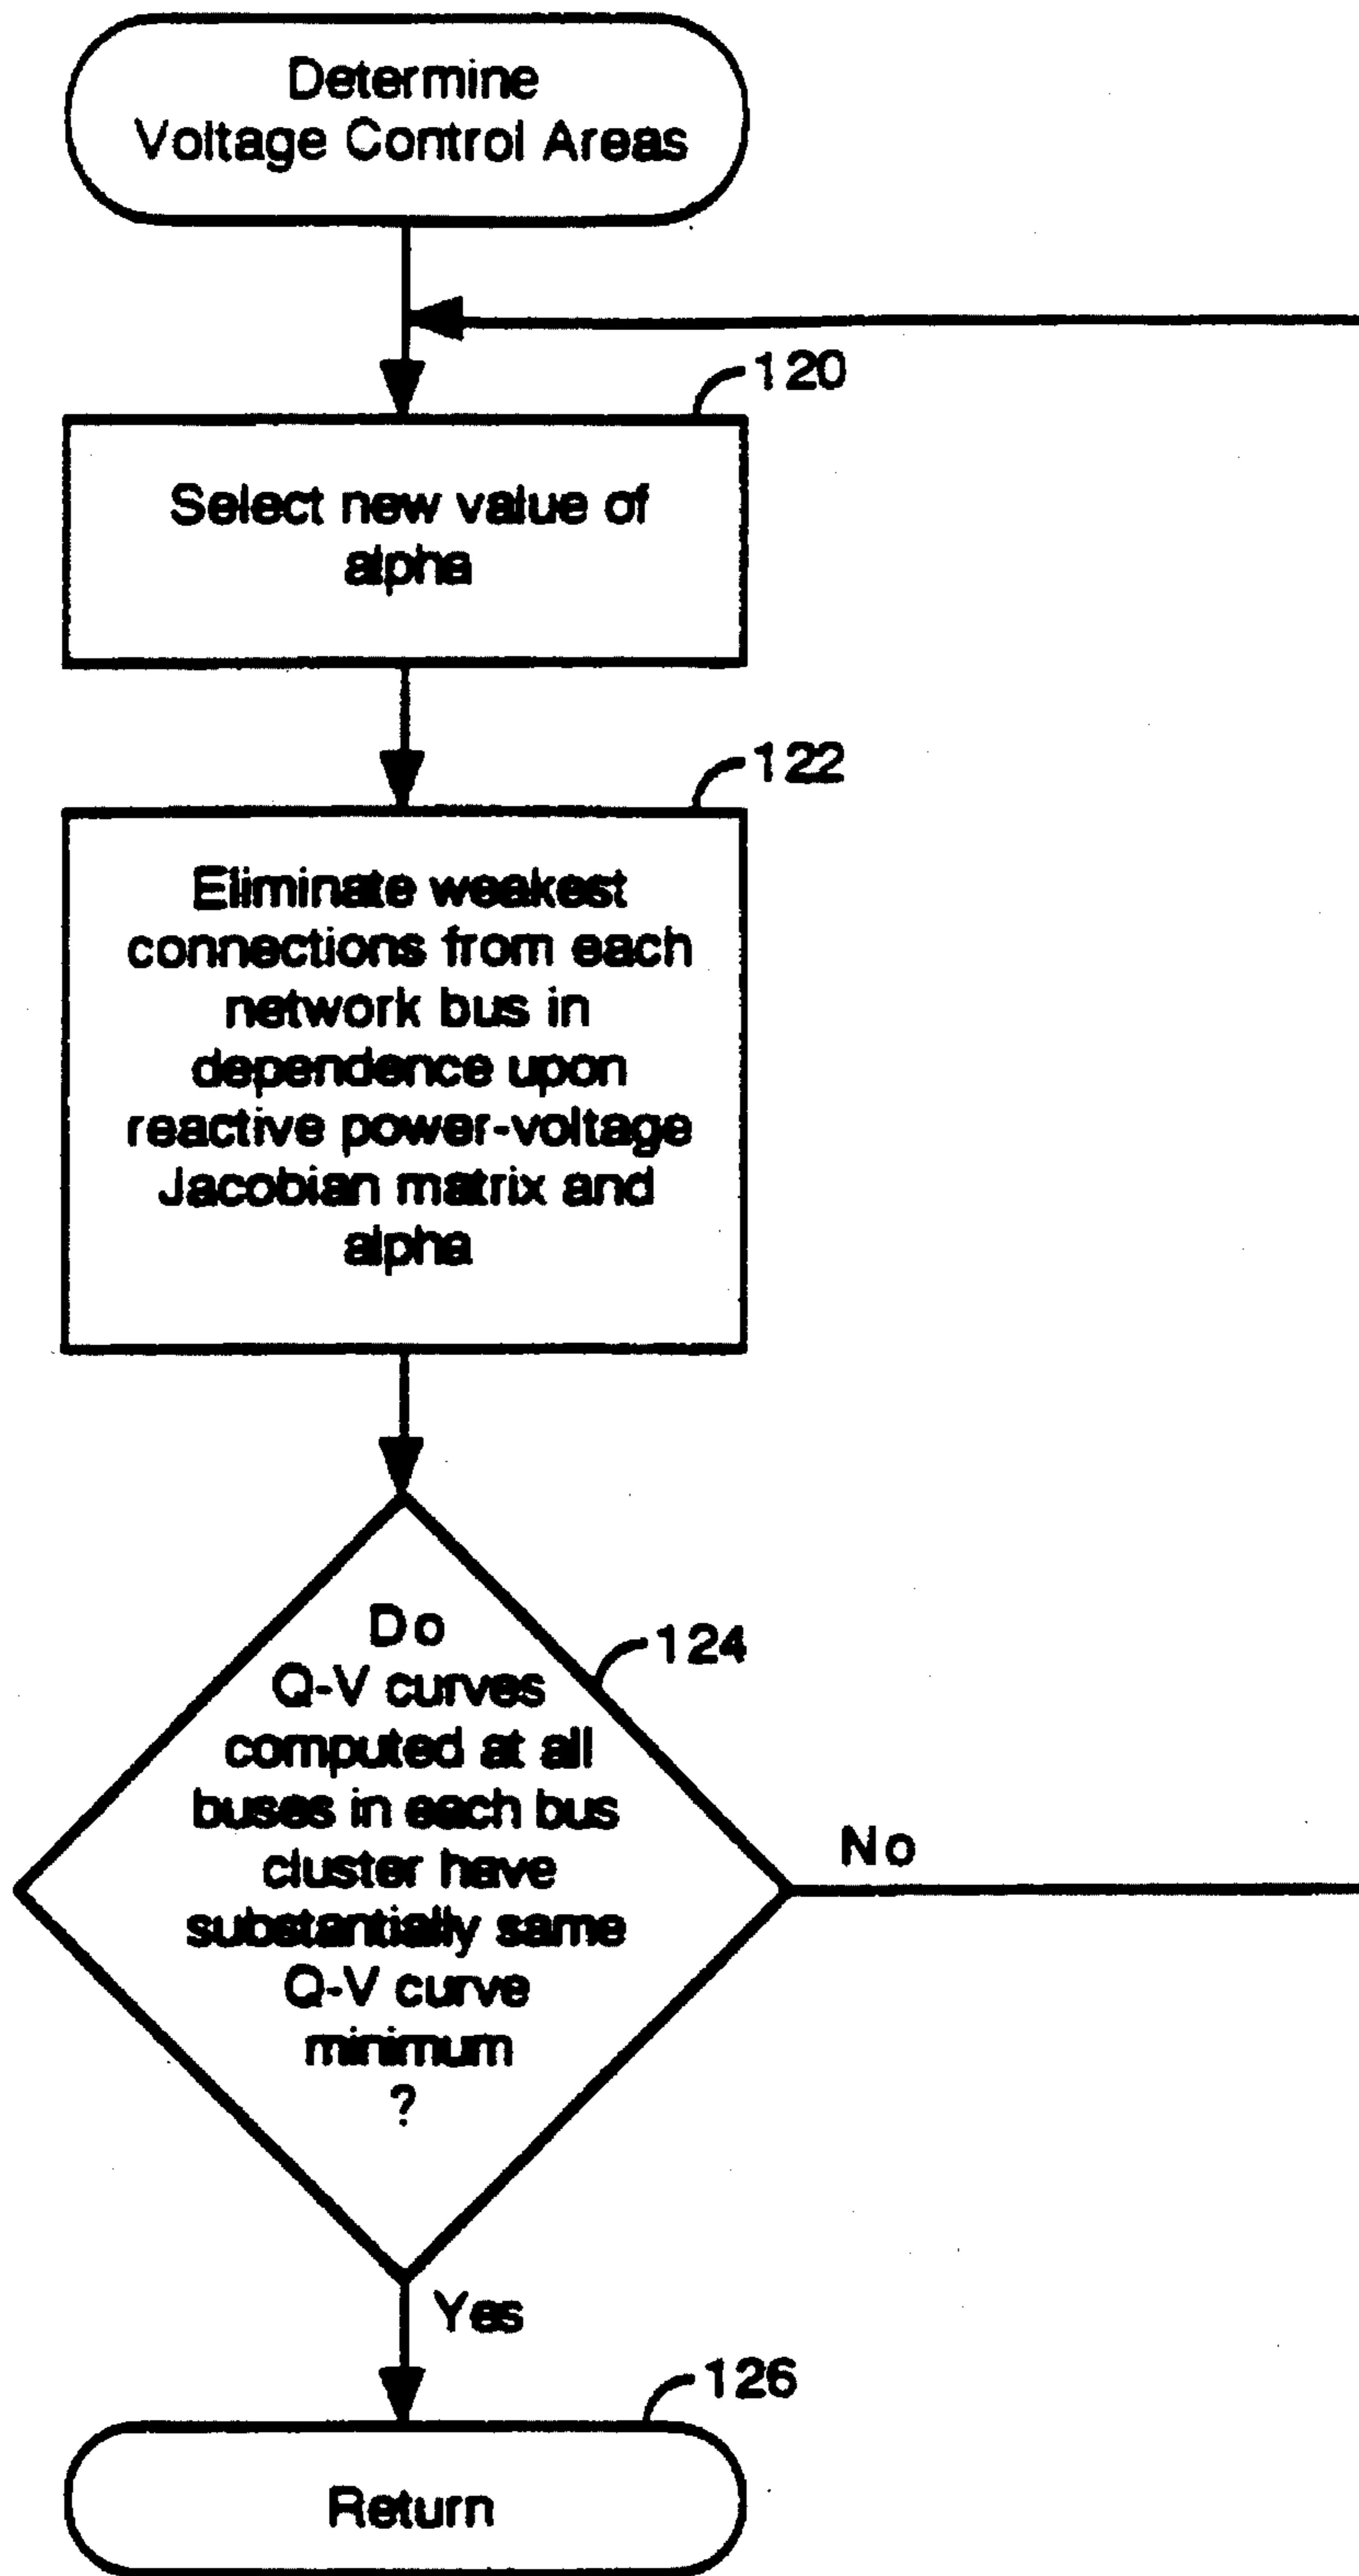 Determine
Voltage Control Areas
120
Select new value of
alpha
122
Eliminate weakest
connections from each
network bus in
dependence upon
reactive power-voltage
Jacobian matrix and
alpha
124
Do
Q-V curves
computed at all
buses in each bus
cluster have
substantially same
Q-V curve
minimum
?
No
Yes
126
Return